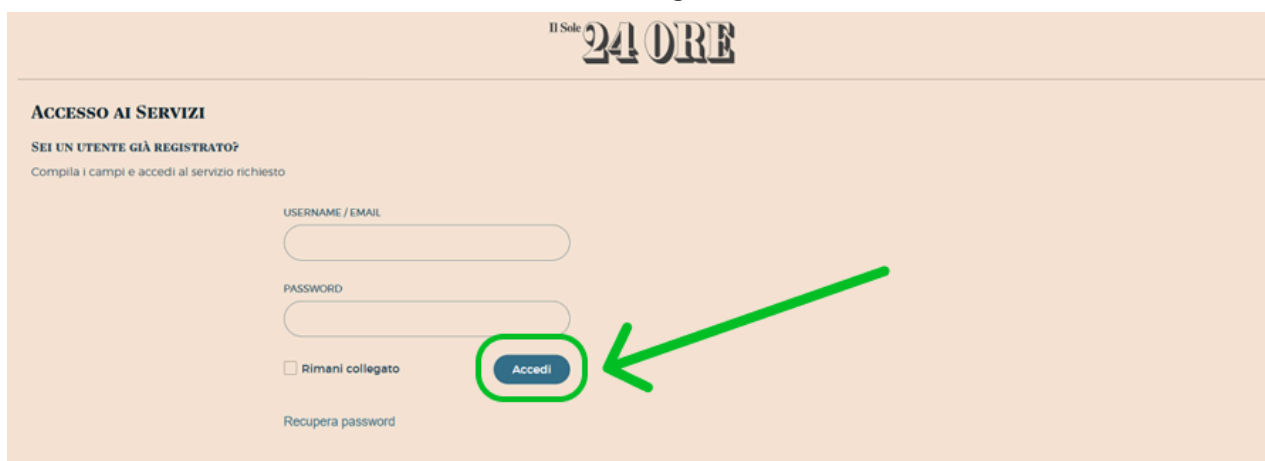 Il Sole 24 ORE
ACCESSO AI SERVIZI
SEI UN UTENTE GIÀ REGISTRATO?
Compila i campi e accedi al servizio richiesto
USERNAME / EMAIL
PASSWORD
Rimani collegato Accedi
Recupera password